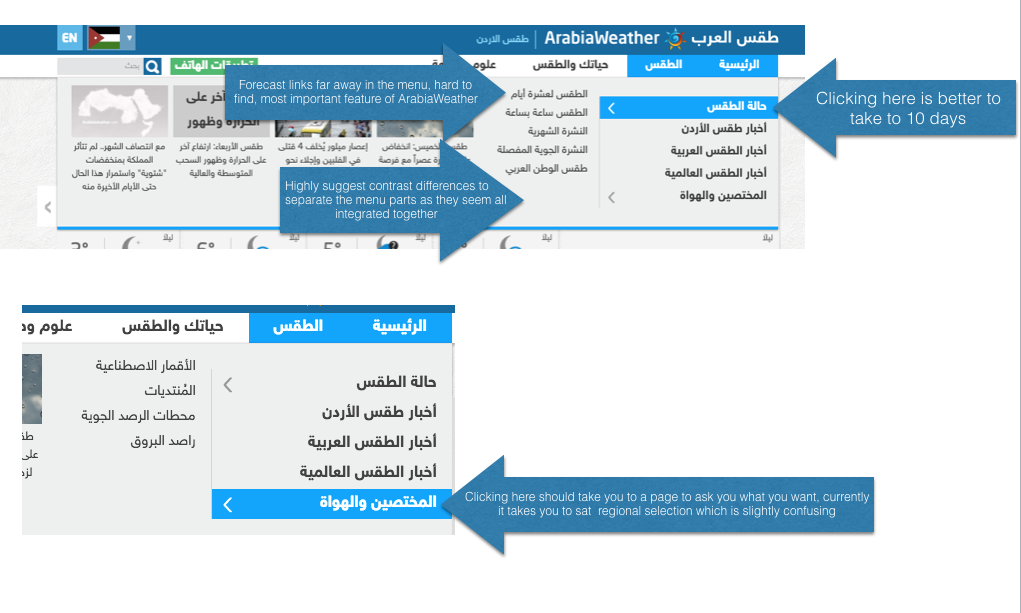 طقس العرب ArabiaWeather | طقس الاردن
EN
الرئيسية الطقس حياتك والطقس علوم
تطبيقات الهاتف
بحث
Forecast links far away in the menu, hard to
find, most important feature of ArabiaWeather
Clicking here is better to
take to 10 days
حالة الطقس
أخبار طقس الأردن
أخبار الطقس العربية
أخبار الطقس العالمية
المختصين والهواة
الطقس لعشرة أيام
الطقس ساعة بساعة
النشرة الشهرية
النشرة الجوية المفصلة
طقس الوطن العربي
الخميس: انخفاض
عصراً مع فرصة
إعصار ميلور يُخلف 4 قتلى
في الفلبين وإجلاء نحو
آخر على
الحرارة وظهور
طقس الأربعاء: ارتفاع آخر
على الحرارة وظهور السحب
المتوسطة والعالية
مع انتصاف الشهر.. لم تتأثر
المملكة بمنخفضات
"شتوية" واستمرار هذا الحال
حتى الأيام الأخيرة منه
Highly suggest contrast differences to
separate the menu parts as they seem all
integrated together
ليلا ليلا ليلا ليلا ليلا
5° 6°
الرئيسية الطقس حياتك والطقس علوم
حالة الطقس
أخبار طقس الأردن
أخبار الطقس العربية
أخبار الطقس العالمية
المختصين والهواة
الأقمار الاصطناعية
المُنتديات
محطات الرصد الجوية
راصد البروق
Clicking here should take you to a page to ask you what you want, currently
it takes you to sat regional selection which is slightly confusing